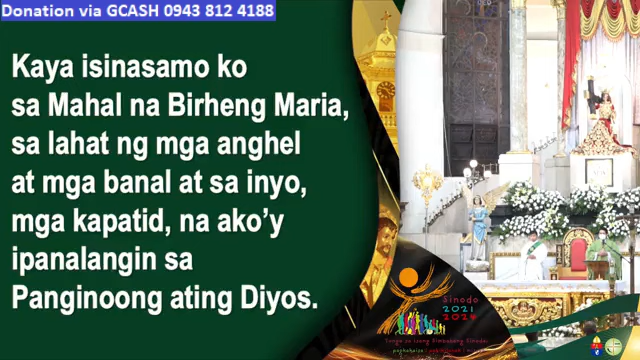 Donation via GCASH 0943 812 4188
Kaya isinasamo ko
sa Mahal na Birheng Maria,
sa lahat ng mga anghel
at mga banal at sa inyo,
mga kapatid, na ako’y
ipanalangin sa
Panginoong ating Diyos.
Sinodo
2021
2024